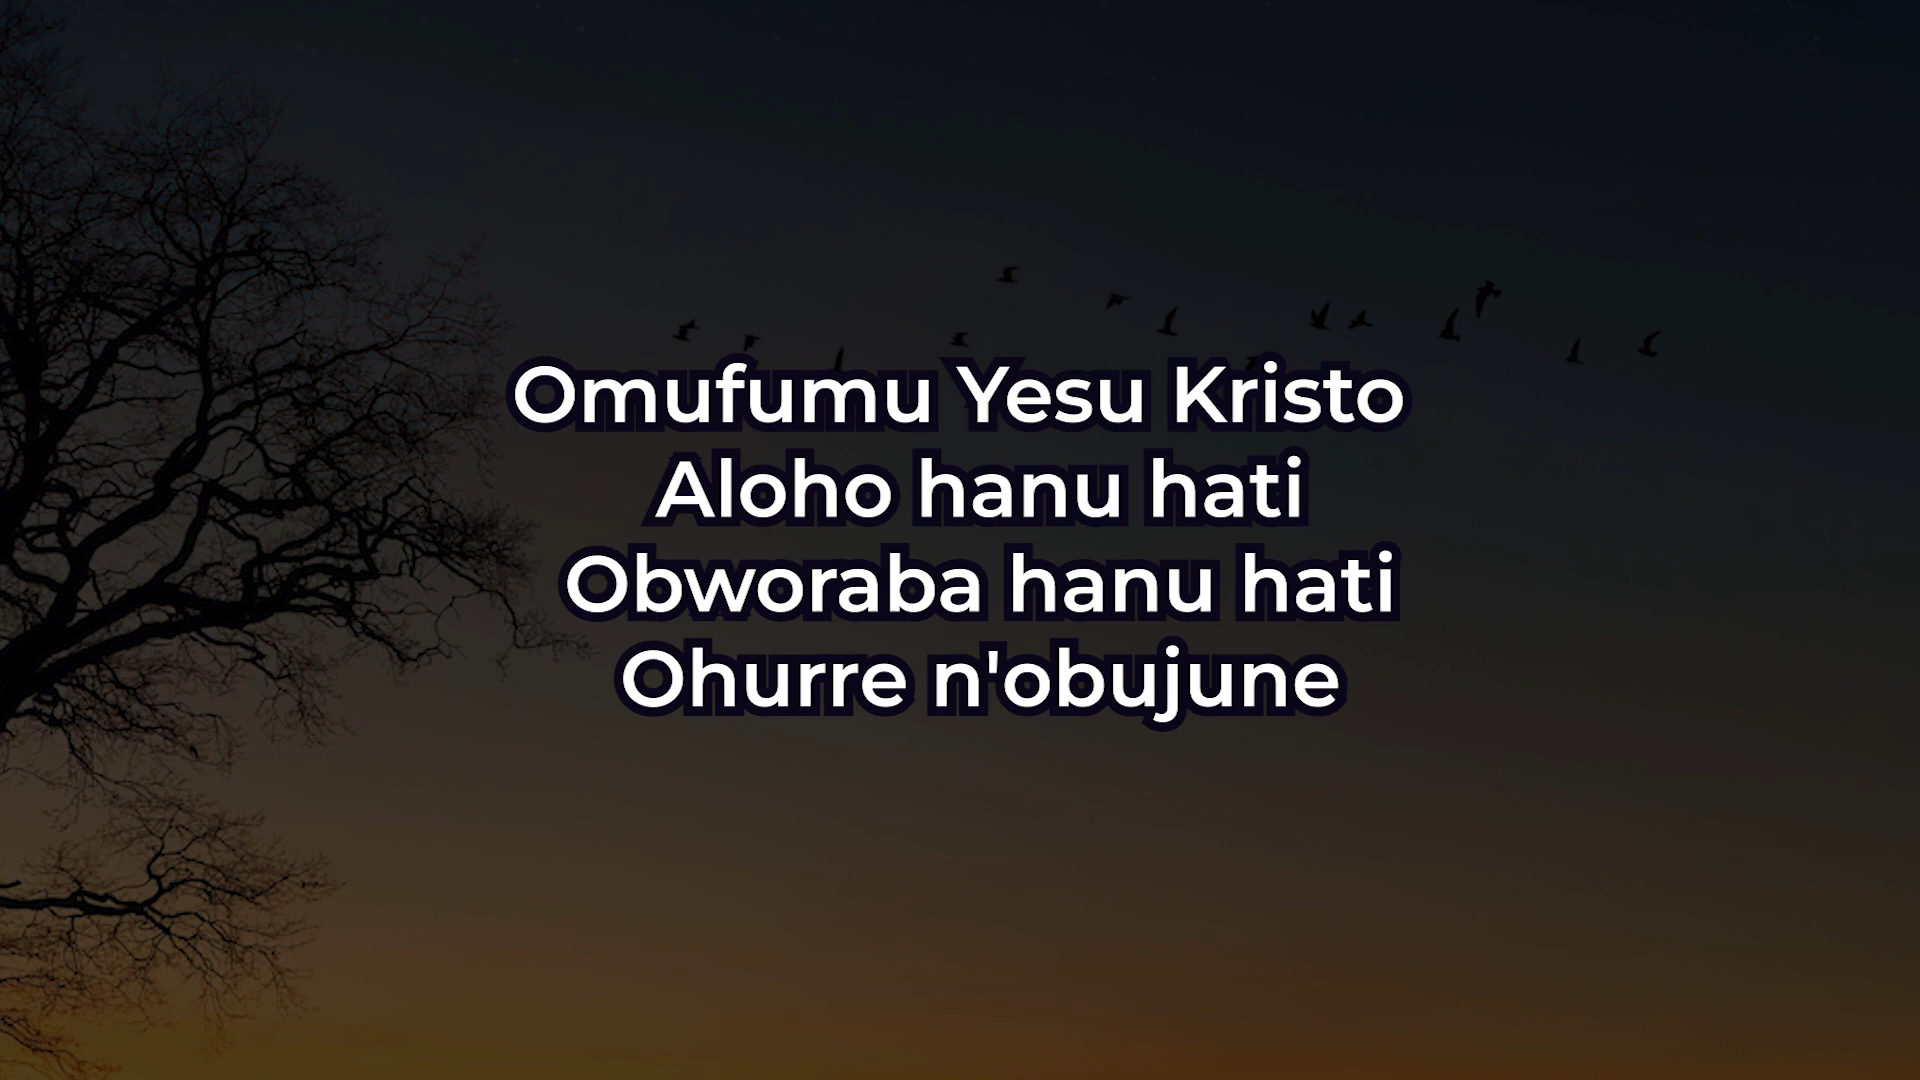 Omufumu Yesu Kristo
Aloho hanu hati
Obworaba hanu hati
Ohurre n'obujune